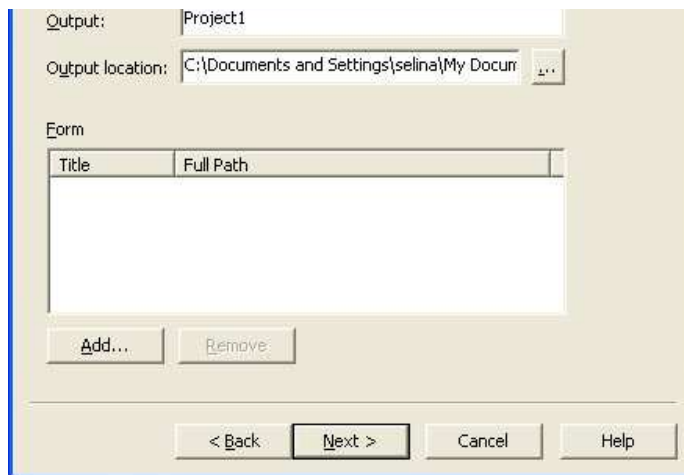 Output: Project1
Output location: C:\Documents and Settings\selina\My Docum ...
Form
Title Full Path
Add... Remove
< Back Next > Cancel Help